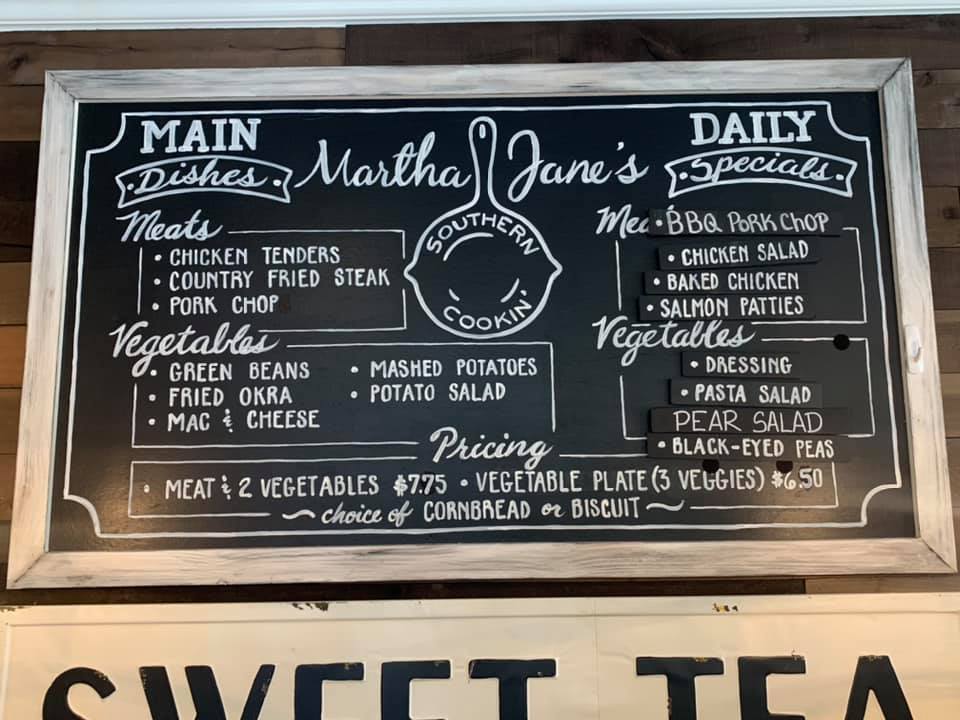 MAIN
Dishes
Martha Jane's
SOUTHERN
COOKIN'
DAILY
Specials
Meats
• CHICKEN TENDERS
• COUNTRY FRIED STEAK
• PORK CHOP
Vegetables
• GREEN BEANS
• FRIED OKRA
• MAC & CHEESE
• MASHED POTATOES
• POTATO SALAD
Mea
• BBQ PORK CHOP
• CHICKEN SALAD
• BAKED CHICKEN
• SALMON PATTIES
Vegetables
• DRESSING
• PASTA SALAD
PEAR SALAD
• BLACK-EYED PEAS
Pricing
• MEAT & 2 VEGETABLES $7.75 • VEGETABLE PLATE (3 VEGGIES) $6.50
~ choice of CORNBREAD or BISCUIT ~
SWEET TEA